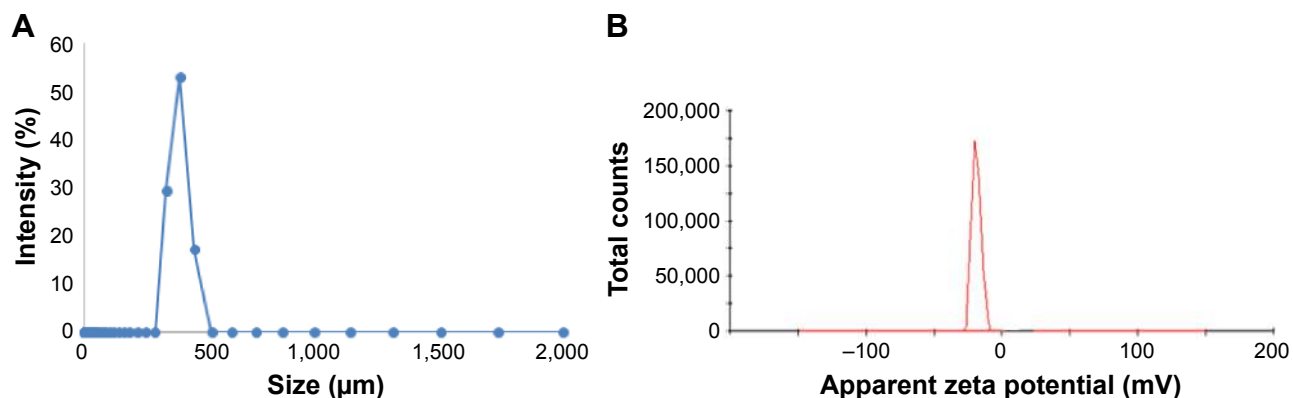 A
60
50
40
30
20
10
0
Intensity (%)
0 500 1,000 1,500 2,000
Size (µm)
B
200,000
150,000
100,000
50,000
0
Total counts
–100 0 100 200
Apparent zeta potential (mV)